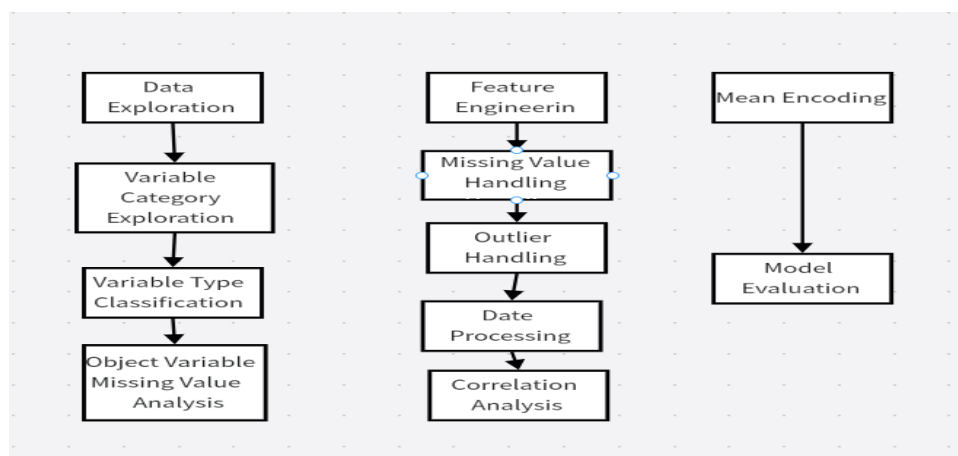 Data
Exploration
Variable
Category
Exploration
Variable Type
Classification
Object Variable
Missing Value
Analysis
Feature
Engineerin
Missing Value
Handling
Outlier
Handling
Date
Processing
Correlation
Analysis
Mean Encoding
Model
Evaluation